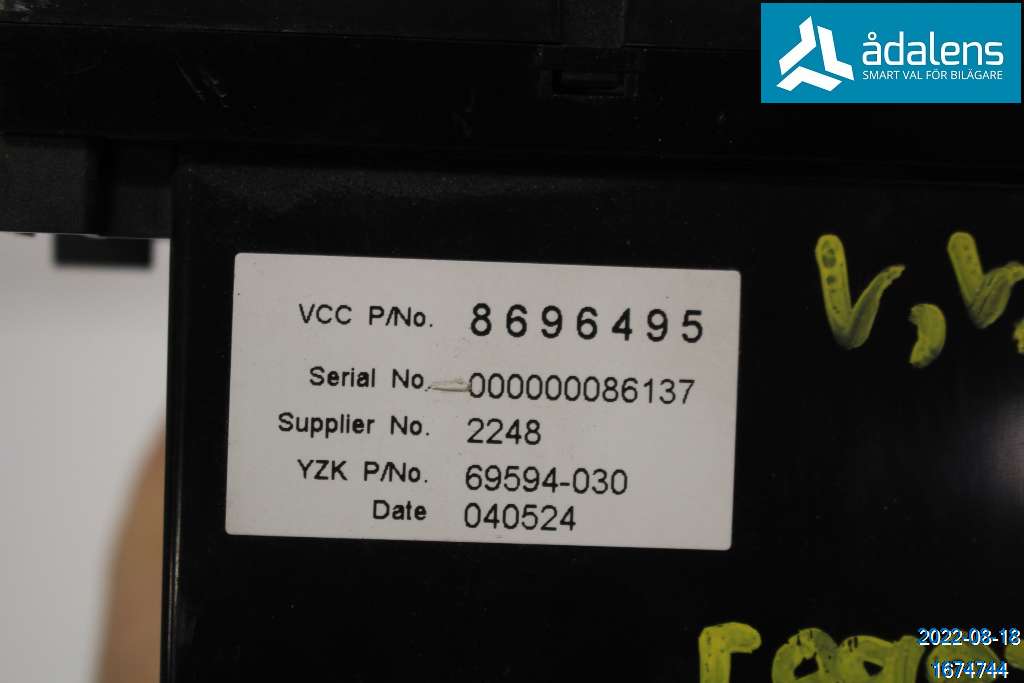 ådalens
SMART VAL FÖR BILÄGARE
VCC P/No. 8696495
Serial No. 000000086137
Supplier No. 2248
YZK P/No. 69594-030
Date 040524
2022-08-18
1674744